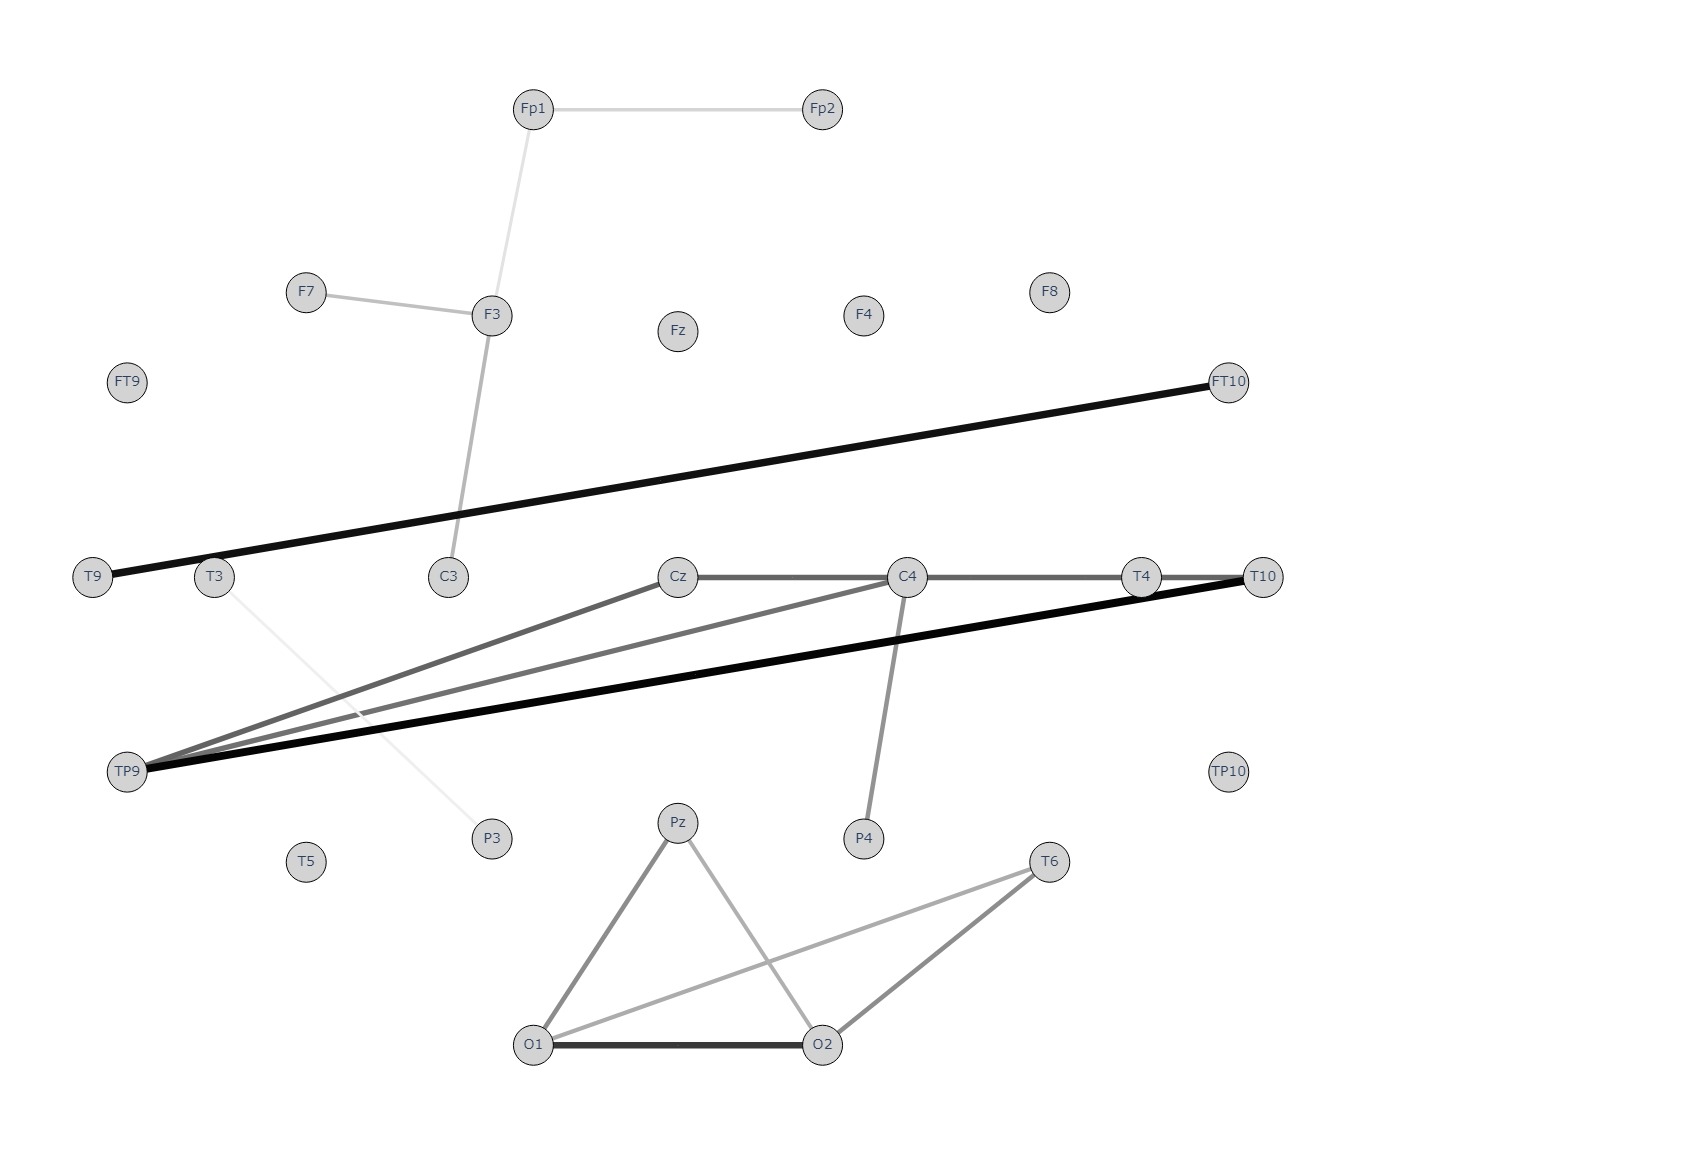 Fp1 Fp2
F7 F3 Fz F4 F8
FT9 FT10
T9 T3 C3 Cz C4 T4 T10
TP9 TP10
T5 P3 Pz P4 T6
O1 O2